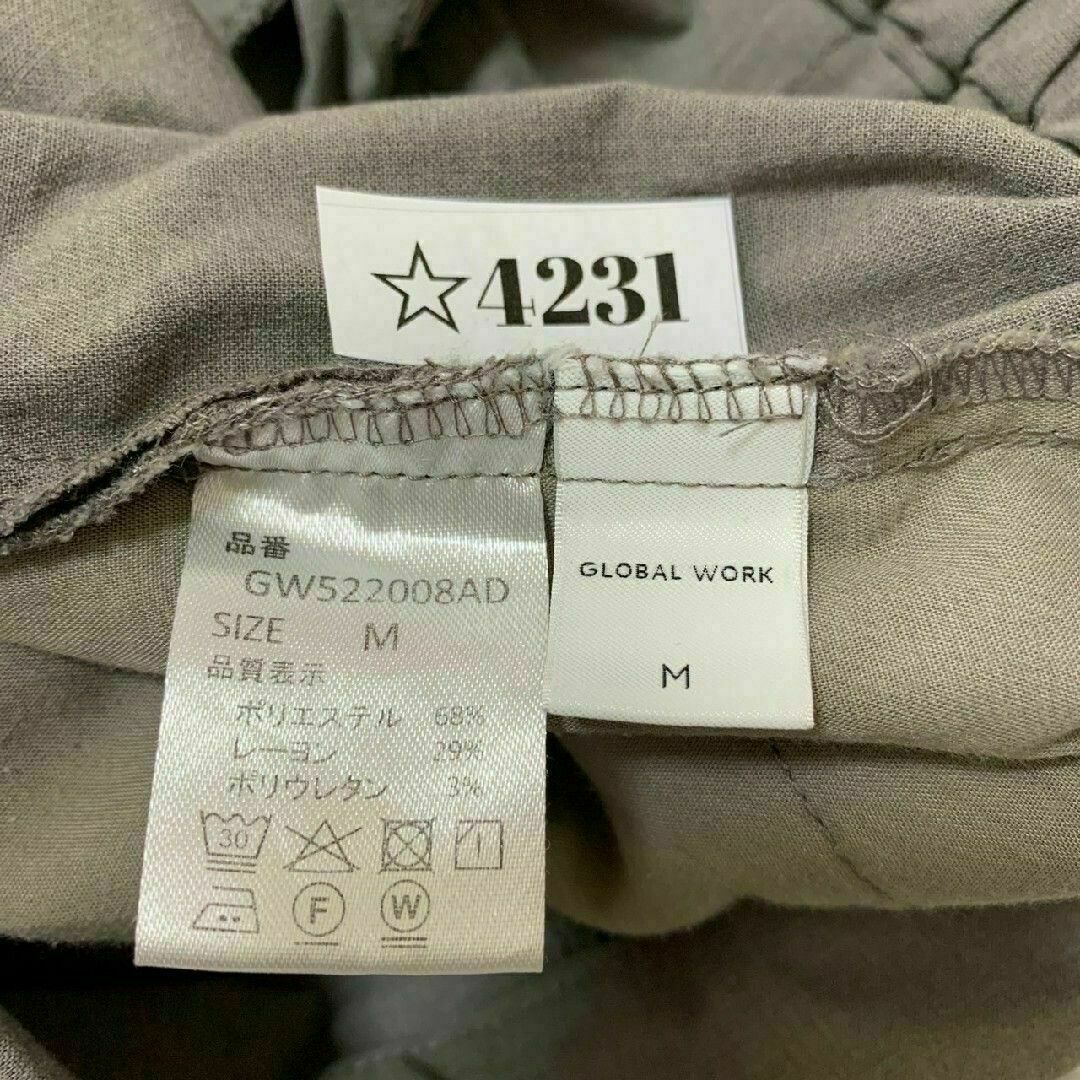 ☆4231
品番
GW522008AD
SIZE M
品質表示
ポリエステル 68%
レーヨン 29%
ポリウレタン 3%
30
F W
GLOBAL WORK
M